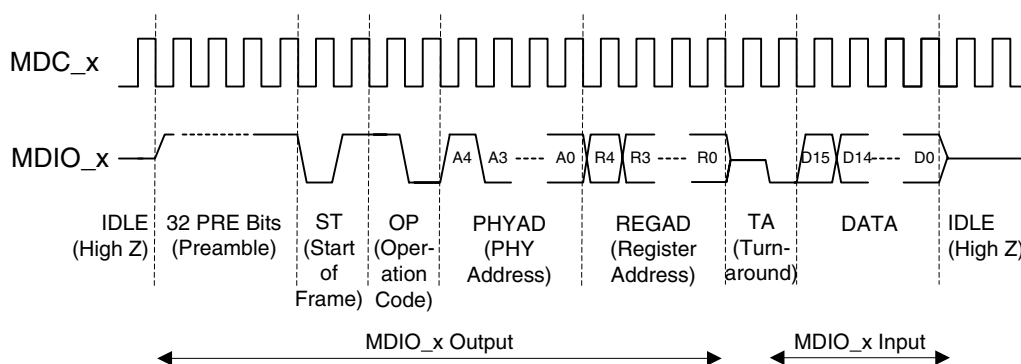 MDC_x
MDIO_x
A4 A3 A0 R4 R3 R0 D15 D14 D0
IDLE
(High Z)
32 PRE Bits
(Preamble)
ST
(Start
of
Frame)
OP
(Oper-
ation
Code)
PHYAD
(PHY
Address)
REGAD
(Register
Address)
TA
(Turn-
around)
DATA
IDLE
(High Z)
MDIO_x Output
MDIO_x Input